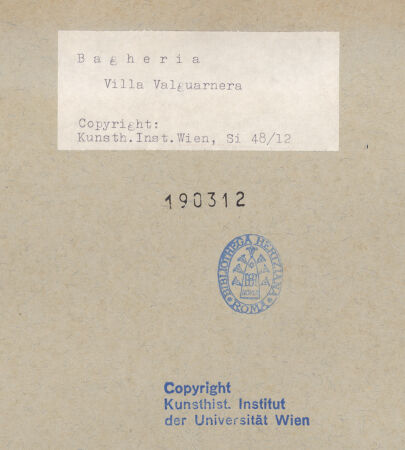 B a g h e r i a
Villa Valguarnera
Copyright:
Kunsth.Inst.Wien, Si 48/12
190312
BIBLIOTHECA HERTZIANA
ROMA
Copyright
Kunsthist. Institut
der Universität Wien